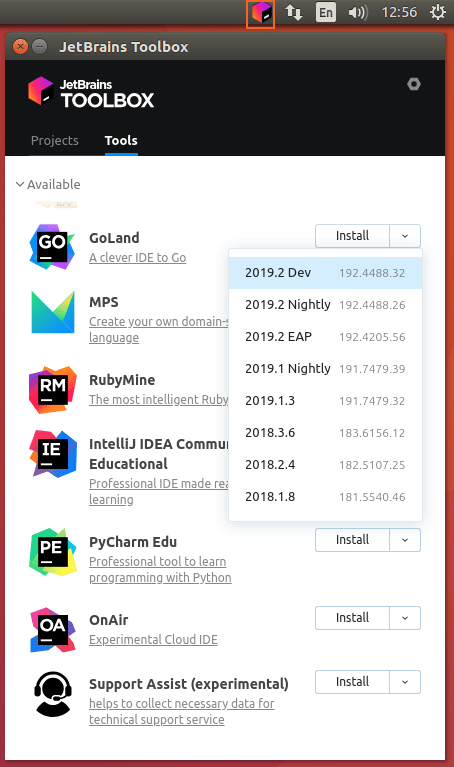 En
12:56
JetBrains Toolbox
JetBrains
TOOLBOX
Projects
Tools
Available
GO
GoLand
A clever IDE to Go
Install
2019.2 Dev 192.4488.32
2019.2 Nightly 192.4488.26
2019.2 EAP 192.4205.56
2019.1 Nightly 191.7479.39
2019.1.3 191.7479.32
2018.3.6 183.6156.12
2018.2.4 182.5107.25
2018.1.8 181.5540.46
MPS
Create your own domain-s
language
RM
RubyMine
The most intelligent Ruby
IE
IntelliJ IDEA Commu
Educational
Professional IDE made rea
learning
PE
PyCharm Edu
Install
Professional tool to learn
programming with Python
OA
OnAir
Install
Experimental Cloud IDE
Support Assist (experimental)
Install
helps to collect necessary data for
technical support service